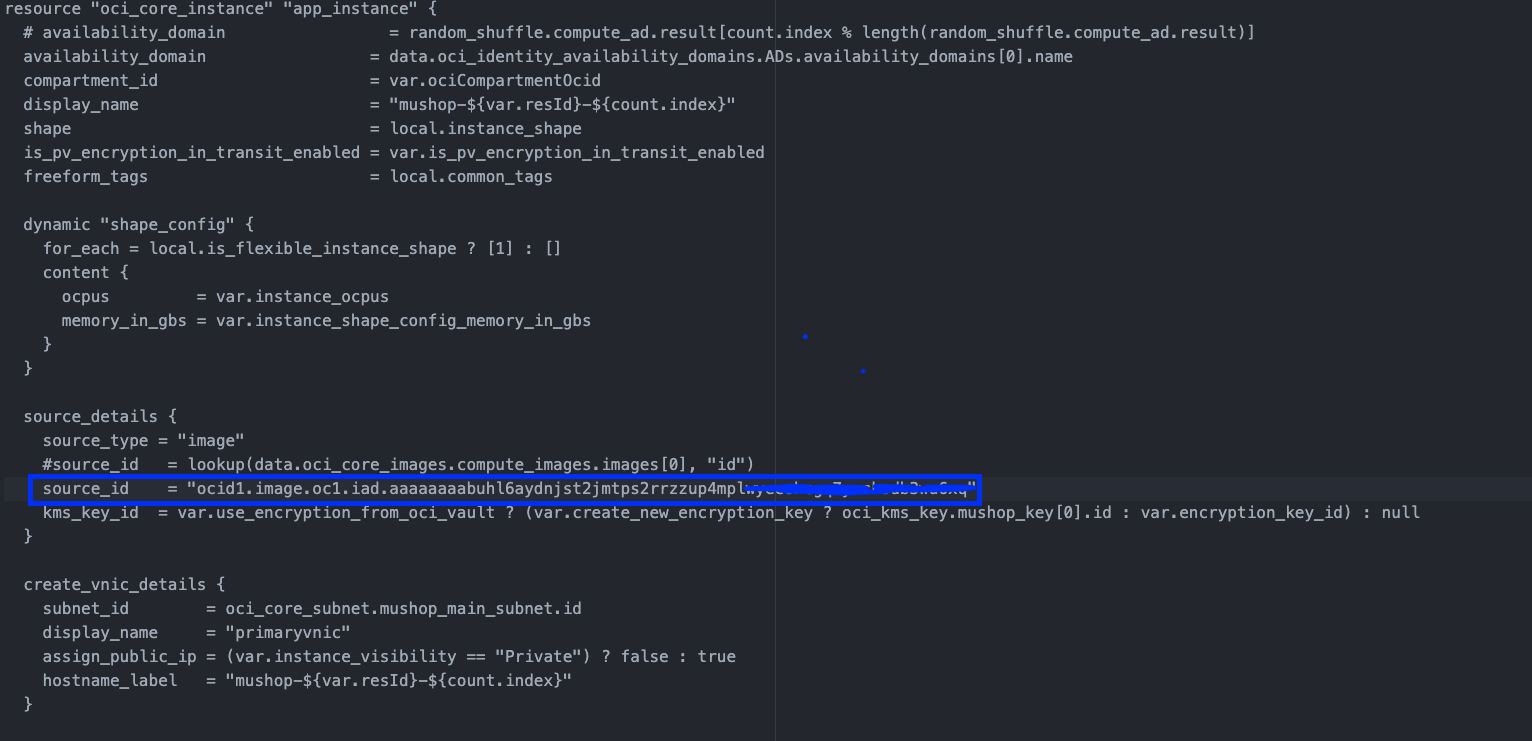 resource "oci_core_instance" "app_instance" {
  # availability_domain                 = random_shuffle.compute_ad.result[count.index % length(random_shuffle.compute_ad.result)]
  availability_domain                 = data.oci_identity_availability_domains.ADs.availability_domains[0].name
  compartment_id                      = var.ociCompartmentOcid
  display_name                        = "mushop-${var.resId}-${count.index}"
  shape                               = local.instance_shape
  is_pv_encryption_in_transit_enabled = var.is_pv_encryption_in_transit_enabled
  freeform_tags                       = local.common_tags
  dynamic "shape_config" {
    for_each = local.is_flexible_instance_shape ? [1] : []
    content {
      ocpus         = var.instance_ocpus
      memory_in_gbs = var.instance_shape_config_memory_in_gbs
    }
  }
  source_details {
    source_type = "image"
    #source_id   = lookup(data.oci_core_images.compute_images.images[0], "id")
    source_id    = "ocid1.image.oc1.iad.aaaaaaaabuhl6aydnjst2jmtps2rrzzup4mpl
    kms_key_id  = var.use_encryption_from_oci_vault ? (var.create_new_encryption_key ? oci_kms_key.mushop_key[0].id : var.encryption_key_id) : null
  }
  create_vnic_details {
    subnet_id        = oci_core_subnet.mushop_main_subnet.id
    display_name     = "primaryvnic"
    assign_public_ip = (var.instance_visibility == "Private") ? false : true
    hostname_label   = "mushop-${var.resId}-${count.index}"
  }